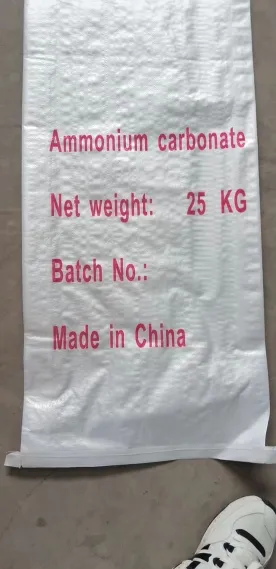 Ammonium carbonate
Net weight: 25 KG
Batch No.:
Made in China